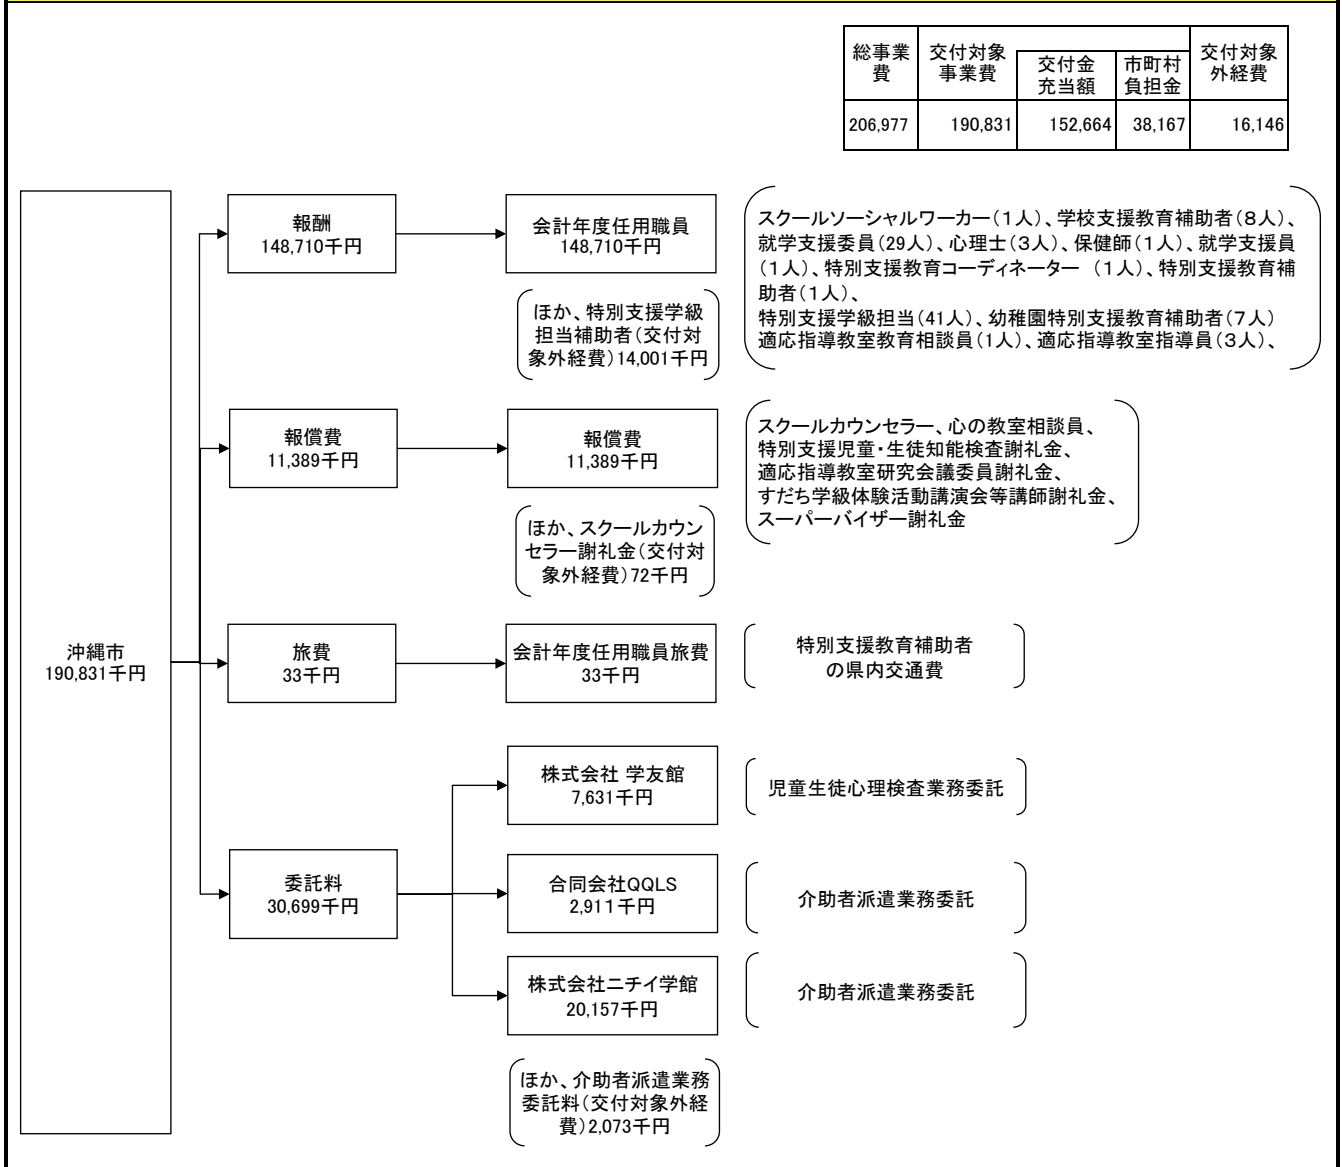 総事業費
交付対象事業費
交付金充当額
市町村負担金
交付対象外経費
206,977
190,831
152,664
38,167
16,146
沖縄市
190,831千円
報酬
148,710千円
会計年度任用職員
148,710千円
スクールソーシャルワーカー(1人)、学校支援教育補助者(8人)、
就学支援委員(29人)、心理士(3人)、保健師(1人)、就学支援員
(1人)、特別支援教育コーディネーター (1人)、特別支援教育補
助者(1人)、
特別支援学級担当(41人)、幼稚園特別支援教育補助者(7人)
適応指導教室教育相談員(1人)、適応指導教室指導員(3人)、
ほか、特別支援学級
担当補助者(交付対
象外経費)14,001千円
報償費
11,389千円
報償費
11,389千円
スクールカウンセラー、心の教室相談員、
特別支援児童・生徒知能検査謝礼金、
適応指導教室研究会議委員謝礼金、
すだち学級体験活動講演会等講師謝礼金、
スーパーバイザー謝礼金
ほか、スクールカウン
セラー謝礼金(交付対
象外経費)72千円
旅費
33千円
会計年度任用職員旅費
33千円
特別支援教育補助者
の県内交通費
委託料
30,699千円
株式会社 学友館
7,631千円
児童生徒心理検査業務委託
合同会社QQLS
2,911千円
介助者派遣業務委託
株式会社ニチイ学館
20,157千円
介助者派遣業務委託
ほか、介助者派遣業務
委託料(交付対象外経
費)2,073千円